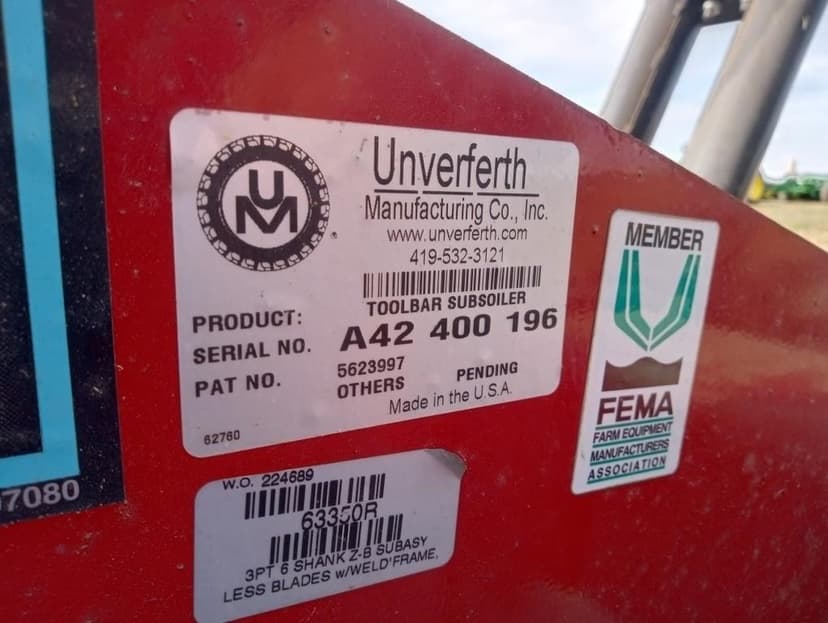 UM
Unverferth
Manufacturing Co., Inc.
www.unverferth.com
419-532-3121
PRODUCT: TOOLBAR SUBSOILER
SERIAL NO. A42 400 196
PAT NO. 5623997
OTHERS PENDING
Made in the U.S.A.
62760
MEMBER
FEMA
FARM EQUIPMENT
MANUFACTURERS
ASSOCIATION
7080
W.O. 224689
63350R
3PT 6 SHANK Z-B SUBASY
LESS BLADES w/WELD'FRAME,